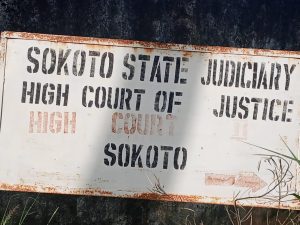 SOKOTO STATE JUDICIARY
HIGH COURT OF JUSTICE
HIGH COURT
SOKOTO